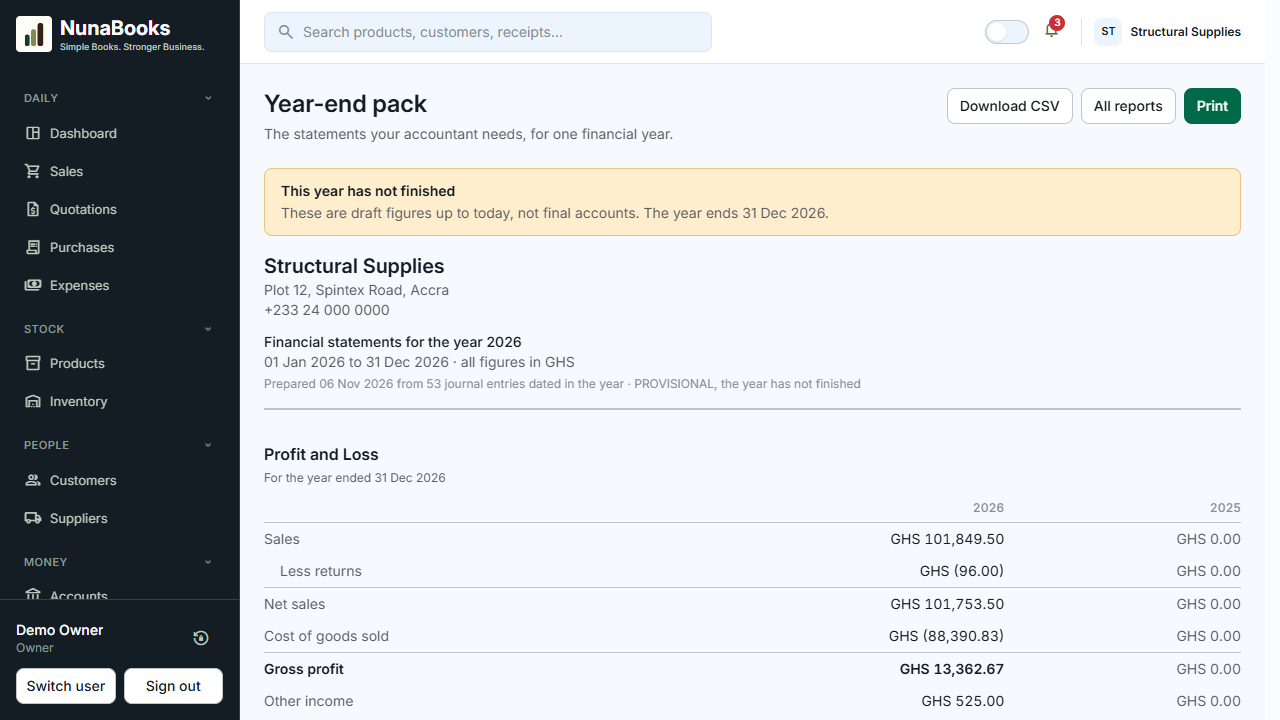 NunaBooks
Simple Books. Stronger Business.
DAILY
Dashboard
Sales
Quotations
Purchases
Expenses
STOCK
Products
Inventory
PEOPLE
Customers
Suppliers
MONEY
Accounts
Demo Owner
Owner
Switch user
Sign out
Search products, customers, receipts...
3
ST
Structural Supplies
Year-end pack
The statements your accountant needs, for one financial year.
Download CSV
All reports
Print
This year has not finished
These are draft figures up to today, not final accounts. The year ends 31 Dec 2026.
Structural Supplies
Plot 12, Spintex Road, Accra
+233 24 000 0000
Financial statements for the year 2026
01 Jan 2026 to 31 Dec 2026 · all figures in GHS
Prepared 06 Nov 2026 from 53 journal entries dated in the year · PROVISIONAL, the year has not finished
Profit and Loss
For the year ended 31 Dec 2026
2026 2025
Sales GHS 101,849.50 GHS 0.00
Less returns GHS (96.00) GHS 0.00
Net sales GHS 101,753.50 GHS 0.00
Cost of goods sold GHS (88,390.83) GHS 0.00
Gross profit GHS 13,362.67 GHS 0.00
Other income GHS 525.00 GHS 0.00